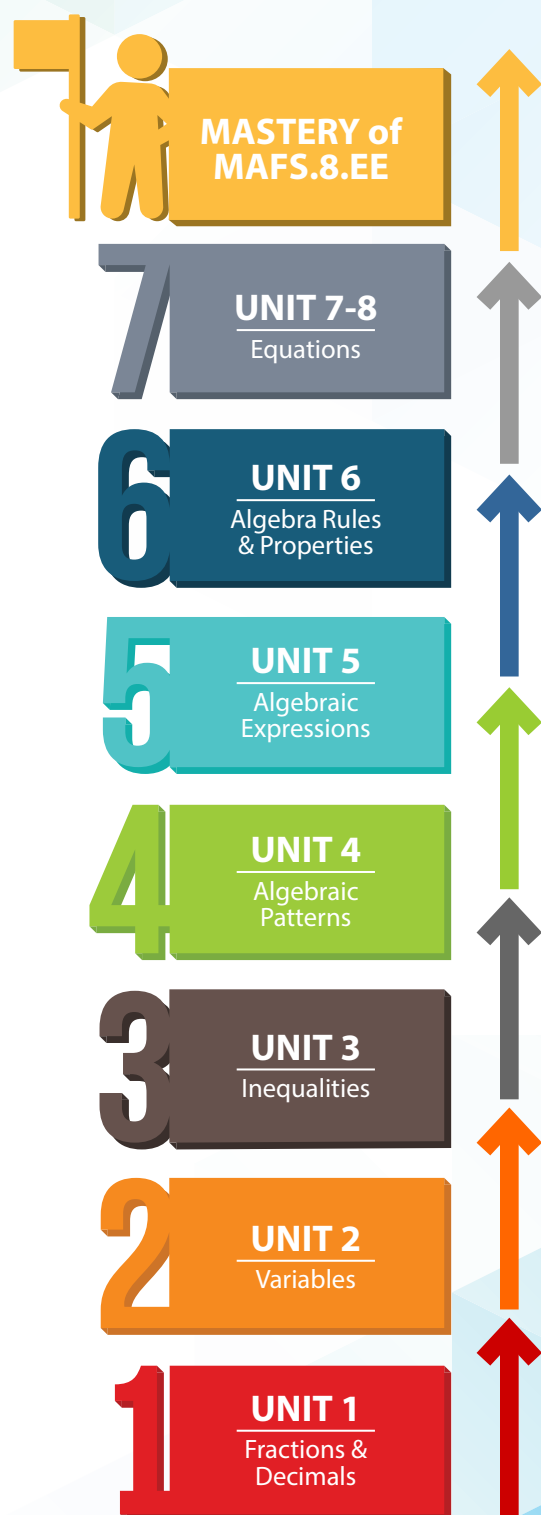 MASTERY of
MAFS.8.EE
7
UNIT 7-8
Equations
6
UNIT 6
Algebra Rules
& Properties
5
UNIT 5
Algebraic
Expressions
4
UNIT 4
Algebraic
Patterns
3
UNIT 3
Inequalities
2
UNIT 2
Variables
1
UNIT 1
Fractions &
Decimals